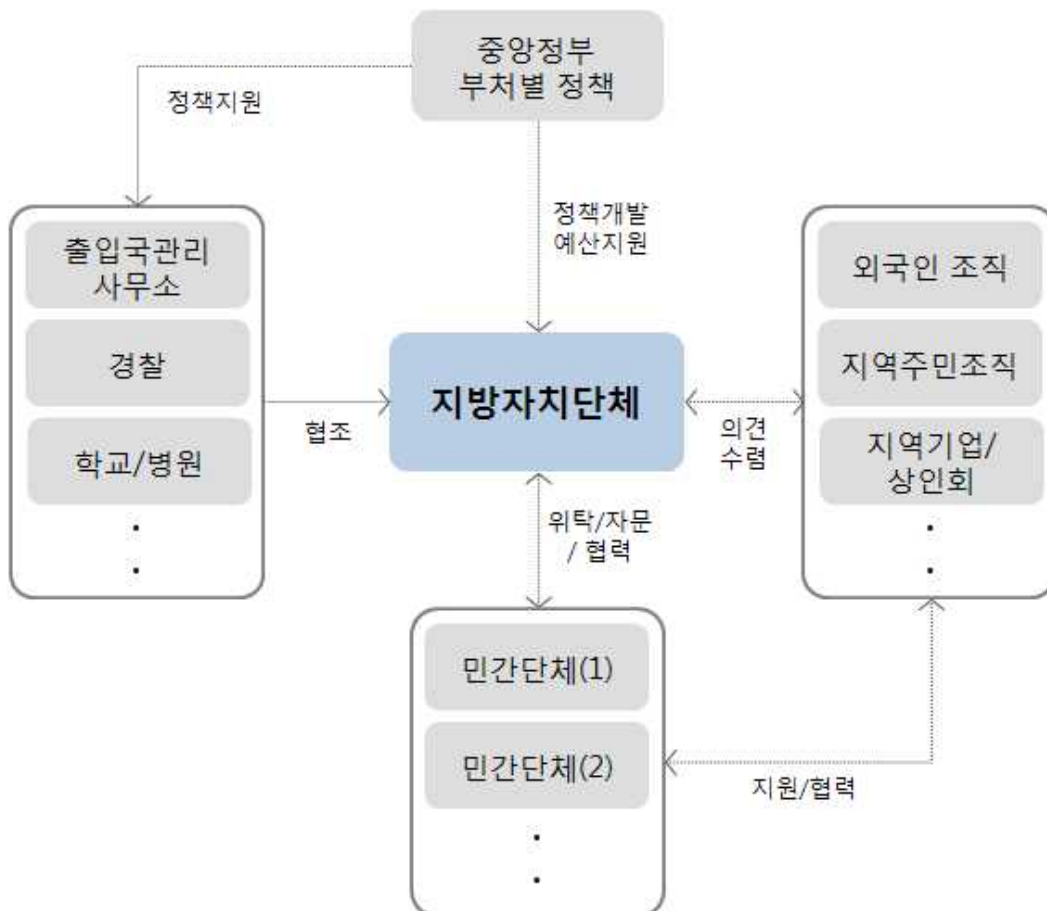 중앙정부
부처별 정책
정책지원
정책개발
예산지원
출입국관리
사무소
경찰
학교/병원
협조
지방자치단체
의견
수렴
외국인 조직
지역주민조직
지역기업/
상인회
위탁/자문
/ 협력
민간단체(1)
민간단체(2)
지원/협력